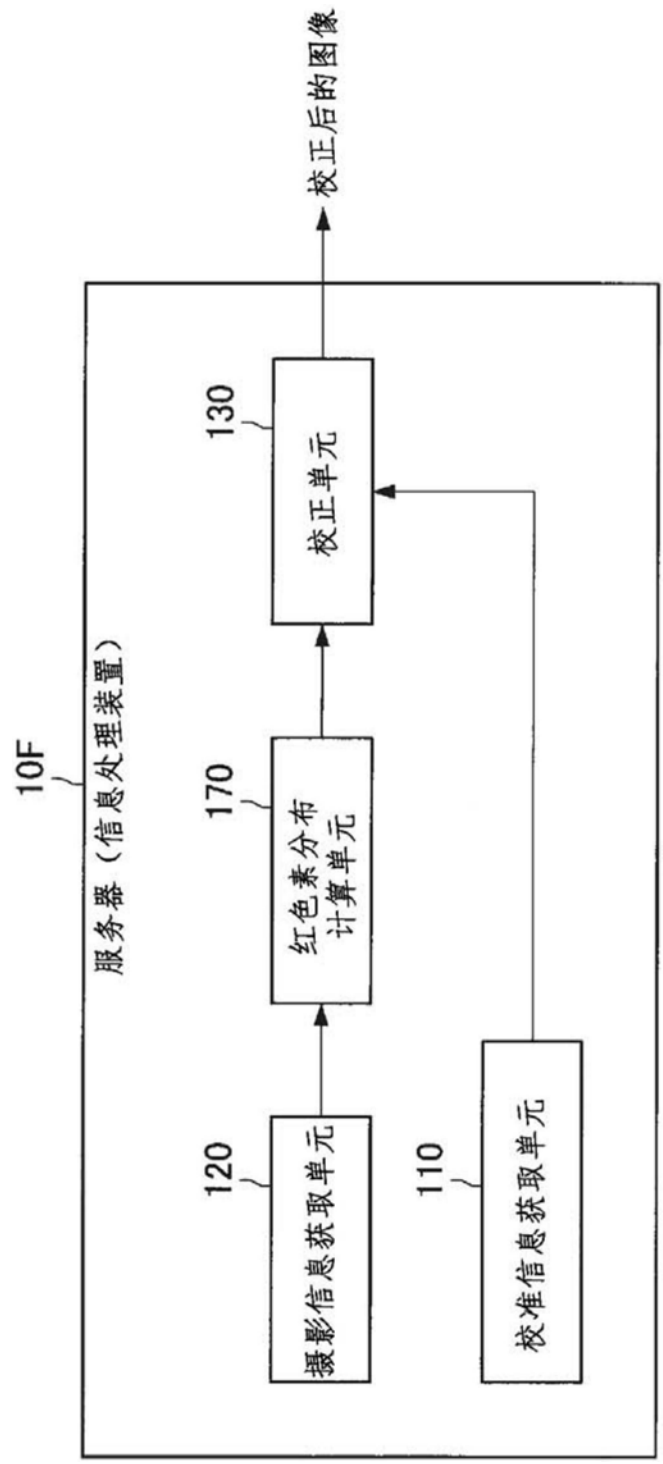 10F
服务器（信息处理装置）
120
摄影信息获取单元
170
红色素分布
计算单元
130
校正单元
校正后的图像
110
校准信息获取单元